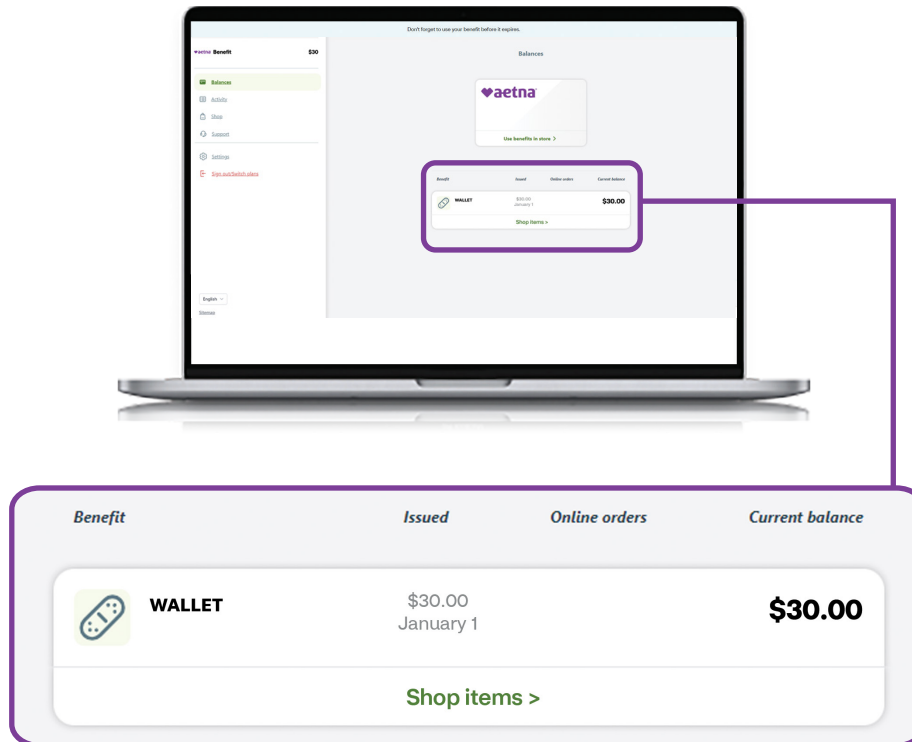 Don't forget to use your benefit before it expires.
aetna Benefit $30
Balances
Balances
Activity
Shop
Support
Settings
Sign out/Switch plans
English
Sitemap
aetna
Use benefits in store >
Benefit Issued Online orders Current balance
WALLET $30.00 $30.00
January 1
Shop items >
Benefit Issued Online orders Current balance
WALLET $30.00 $30.00
January 1
Shop items >